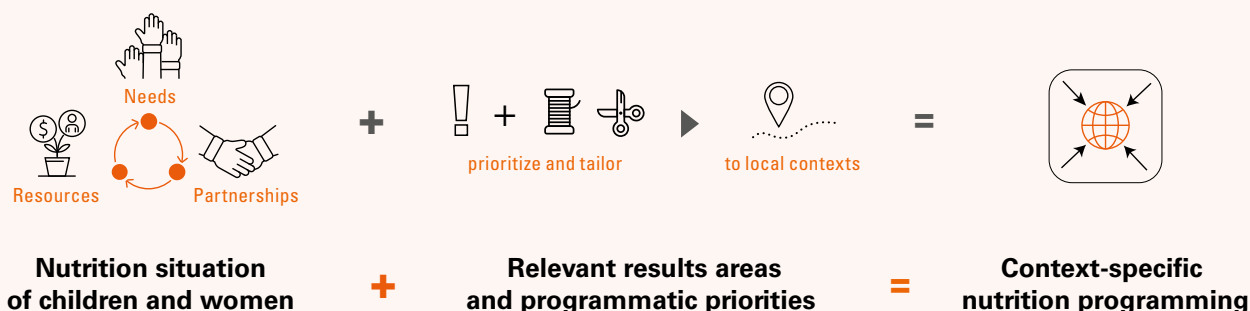 Needs
Resources
Partnerships
+
! + 
prioritize and tailor
to local contexts
=
$
Nutrition situation
of children and women
+
Relevant results areas
and programmatic priorities
=
Context-specific
nutrition programming